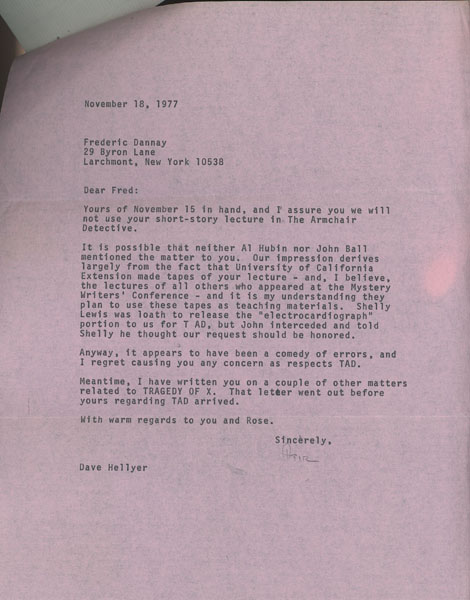 November 18, 1977
Frederic Dannay
29 Byron Lane
Larchmont, New York 10538
Dear Fred:
Yours of November 15 in hand, and I assure you we will
not use your short-story lecture in The Armchair
Detective.
It is possible that neither Al Hubin nor John Ball
mentioned the matter to you. Our impression derives
largely from the fact that University of California
Extension made tapes of your lecture - and, I believe,
the lectures of all others who appeared at the Mystery
Writers' Conference - and it is my understanding they
plan to use these tapes as teaching materials. Shelly
Lewis was loath to release the "electrocardiograph"
portion to us for T AD, but John interceded and told
Shelly he thought our request should be honored.
Anyway, it appears to have been a comedy of errors, and
I regret causing you any concern as respects TAD.
Meantime, I have written you on a couple of other matters
related to TRAGEDY OF X. That letter went out before
yours regarding TAD arrived.
With warm regards to you and Rose.
Sincerely,
Dave Hellyer